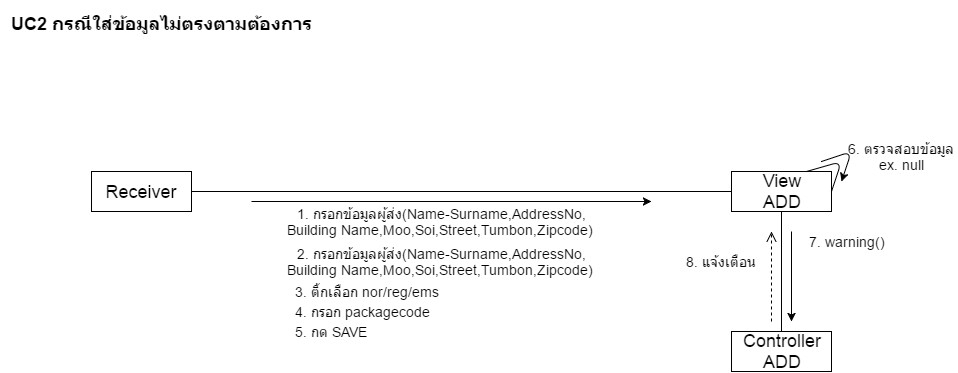 UC2 กรณีใส่ข้อมูลไม่ตรงตามต้องการ
6. ตรวจสอบข้อมูล
ex. null
Receiver
View
ADD
1. กรอกข้อมูลผู้ส่ง(Name-Surname,AddressNo,
Building Name,Moo,Soi,Street,Tumbon,Zipcode)
2. กรอกข้อมูลผู้ส่ง(Name-Surname,AddressNo,
Building Name,Moo,Soi,Street,Tumbon,Zipcode)
3. ติ้กเลือก nor/reg/ems
4. กรอก packagecode
5. กด SAVE
7. warning()
8. แจ้งเตือน
Controller
ADD